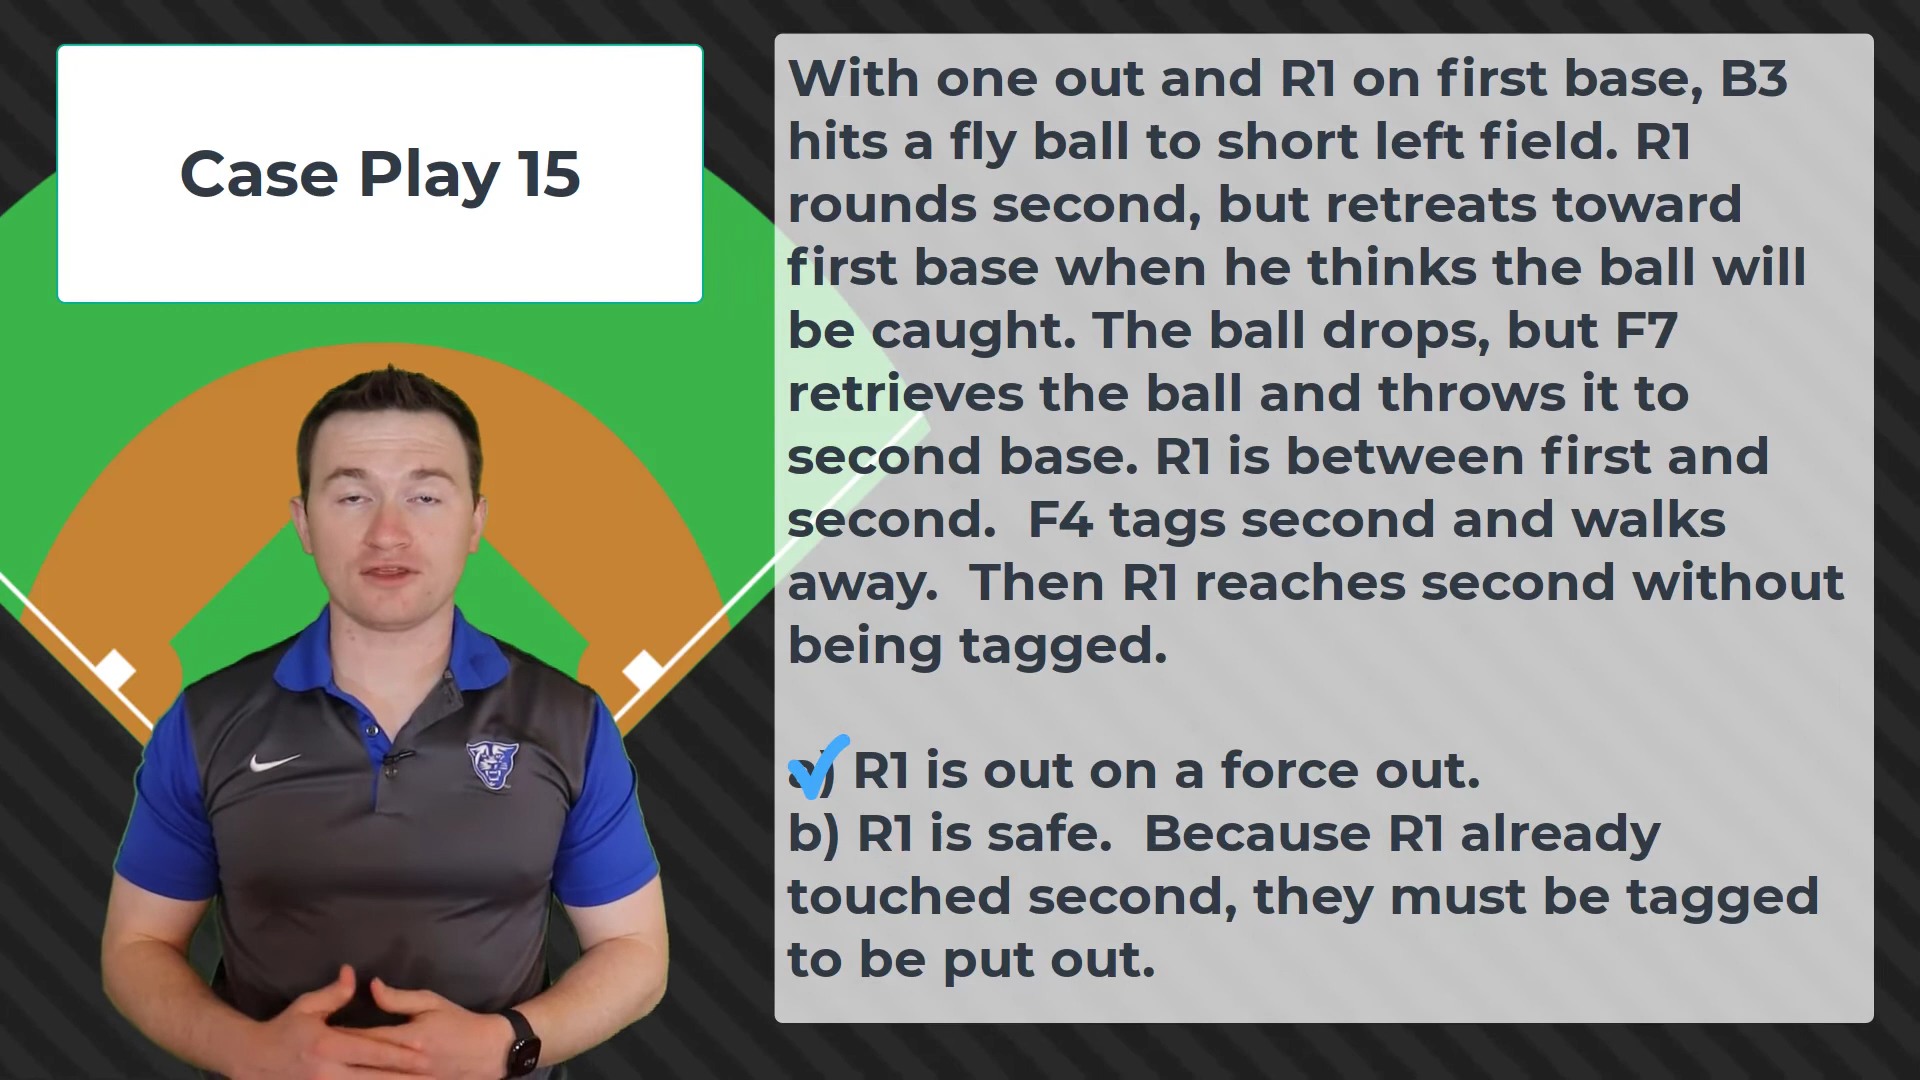 Case Play 15
With one out and R1 on first base, B3
hits a fly ball to short left field. R1
rounds second, but retreats toward
first base when he thinks the ball will
be caught. The ball drops, but F7
retrieves the ball and throws it to
second base. R1 is between first and
second.  F4 tags second and walks
away.  Then R1 reaches second without
being tagged.
a) R1 is out on a force out.
b) R1 is safe.  Because R1 already
touched second, they must be tagged
to be put out.